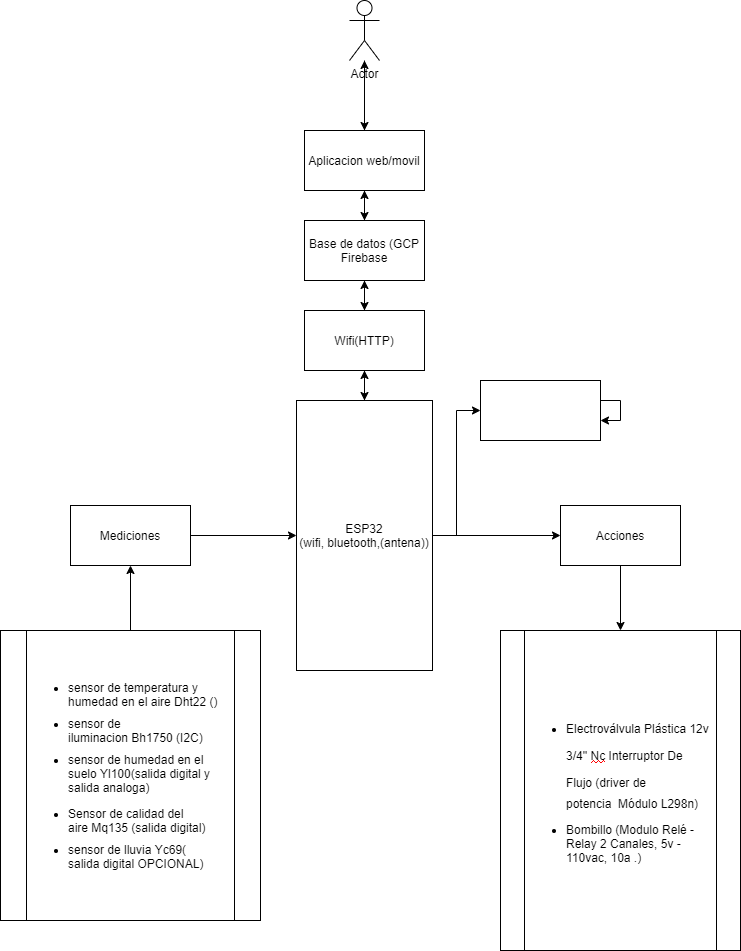 Actor
Aplicacion web/movil
Base de datos (GCP
Firebase
Wifi(HTTP)
ESP32
(wifi, bluetooth,(antena))
Mediciones
Acciones
sensor de temperatura y
humedad en el aire Dht22 ()
sensor de
iluminacion Bh1750 (I2C)
sensor de humedad en el
suelo Yl100(salida digital y
salida analoga)
Sensor de calidad del
aire Mq135 (salida digital)
sensor de lluvia Yc69(
salida digital OPCIONAL)
Electroválvula Plástica 12v
3/4" Nc Interruptor De
Flujo (driver de
potencia Módulo L298n)
Bombillo (Modulo Relé -
Relay 2 Canales, 5v -
110vac, 10a .)